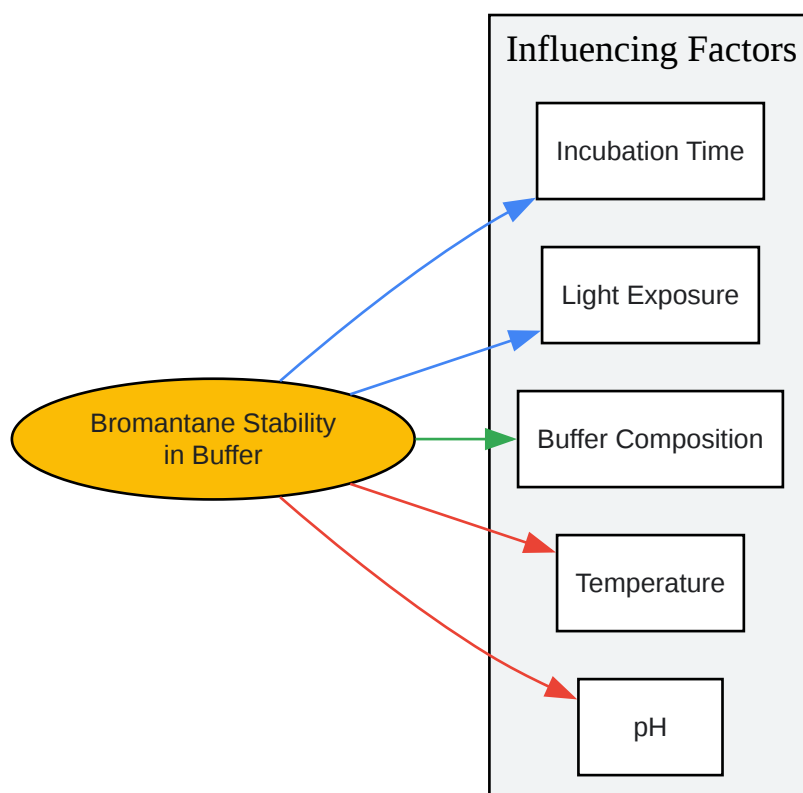 Influencing Factors
Incubation Time
Light Exposure
Bromantane Stability
in Buffer
Buffer Composition
Temperature
pH